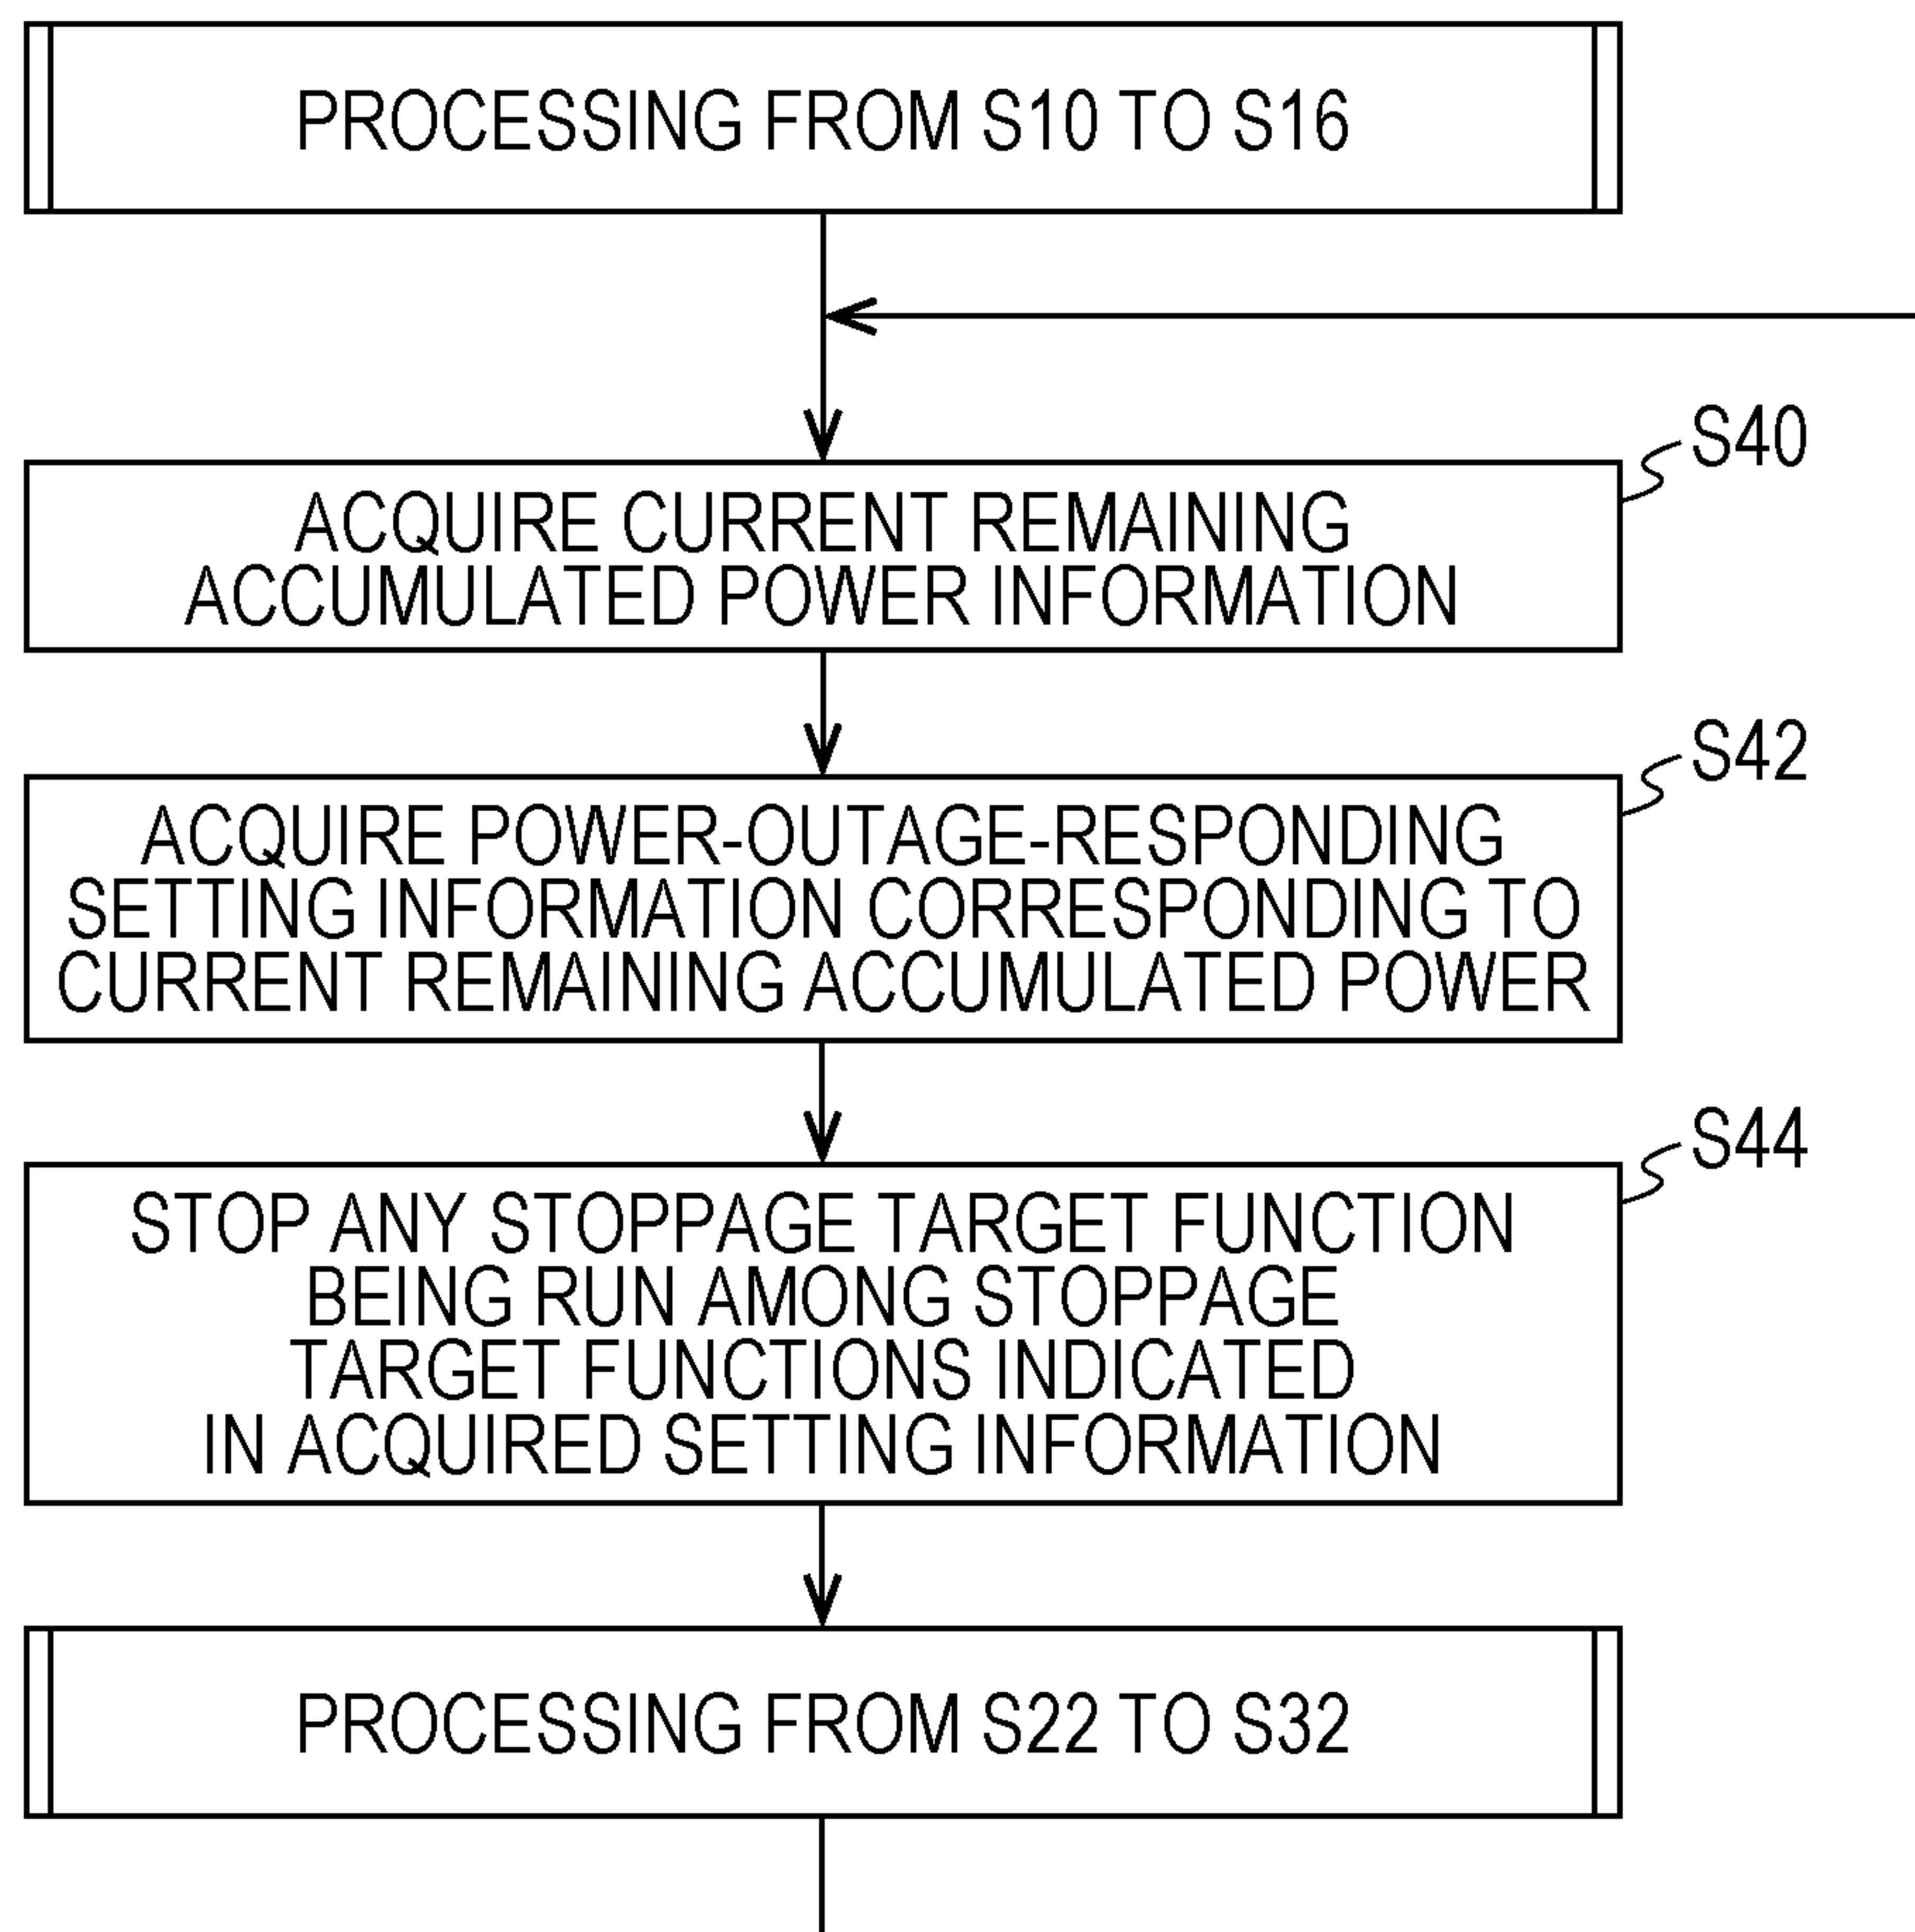 PROCESSING FROM S10 TO S16
S40
ACQUIRE CURRENT REMAINING
ACCUMULATED POWER INFORMATION
S42
ACQUIRE POWER-OUTAGE-RESPONDING
SETTING INFORMATION CORRESPONDING TO
CURRENT REMAINING ACCUMULATED POWER
S44
STOP ANY STOPPAGE TARGET FUNCTION
BEING RUN AMONG STOPPAGE
TARGET FUNCTIONS INDICATED
IN ACQUIRED SETTING INFORMATION
PROCESSING FROM S22 TO S32